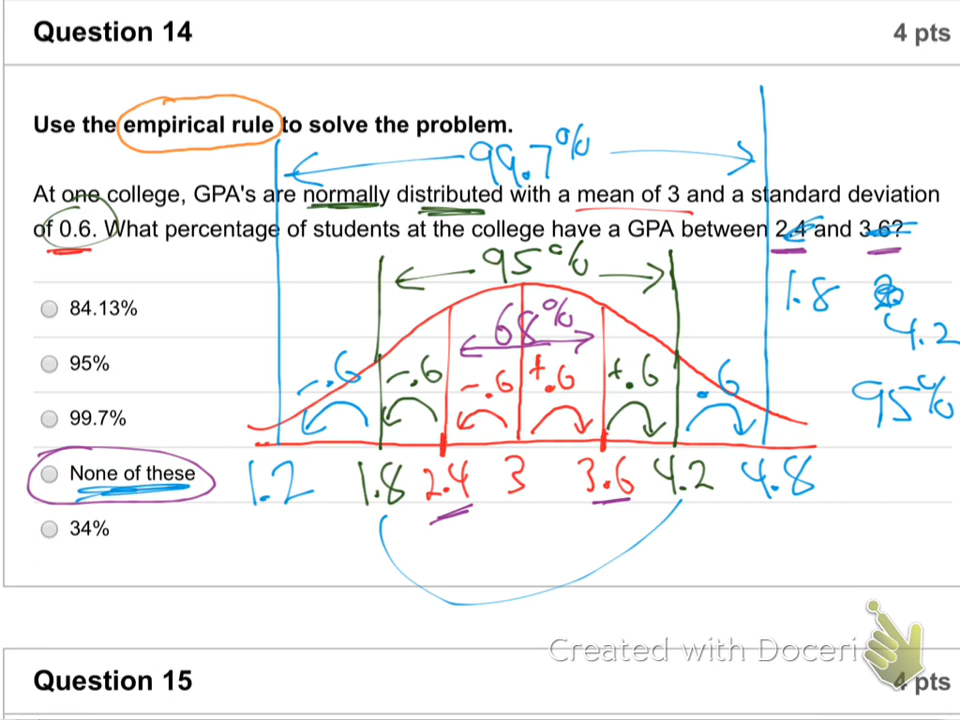 Question 14
4 pts
Use the empirical rule to solve the problem.
99.7%
At one college, GPA's are normally distributed with a mean of 3 and a standard deviation
of 0.6. What percentage of students at the college have a GPA between 2.4 and 3.6?
95%
1.8
4.2
95%
84.13%
68%
95%
-.6 -.6 -.6 +.6 +.6 .6
99.7%
None of these
1.2 1.8 2.4 3 3.6 4.2 4.8
34%
Created with Doceri
Question 15
4 pts